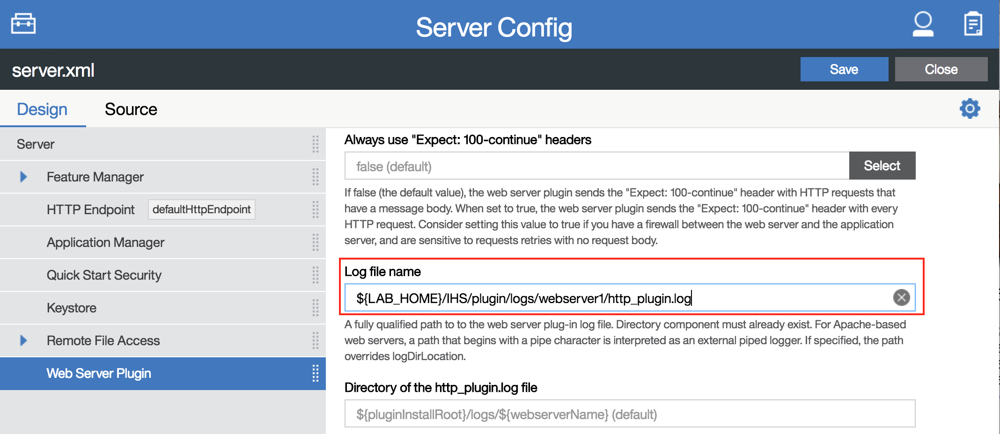 Server Config
server.xml
Save
Close
Design
Source
Server
Feature Manager
HTTP Endpoint
defaultHttpEndpoint
Application Manager
Quick Start Security
Keystore
Remote File Access
Web Server Plugin
Always use "Expect: 100-continue" headers
false (default)
Select
If false (the default value), the web server plugin sends the "Expect: 100-continue" header with HTTP requests that
have a message body. When set to true, the web server plugin sends the "Expect: 100-continue" header with every
HTTP request. Consider setting this value to true if you have a firewall between the web server and the application
server, and are sensitive to requests retries with no request body.
Log file name
${LAB_HOME}/IHS/plugin/logs/webserver1/http_plugin.log
A fully qualified path to to the web server plug-in log file. Directory component must already exist. For Apache-based
web servers, a path that begins with a pipe character is interpreted as an external piped logger. If specified, the path
overrides logDirLocation.
Directory of the http_plugin.log file
${pluginInstallRoot}/logs/${webserverName} (default)